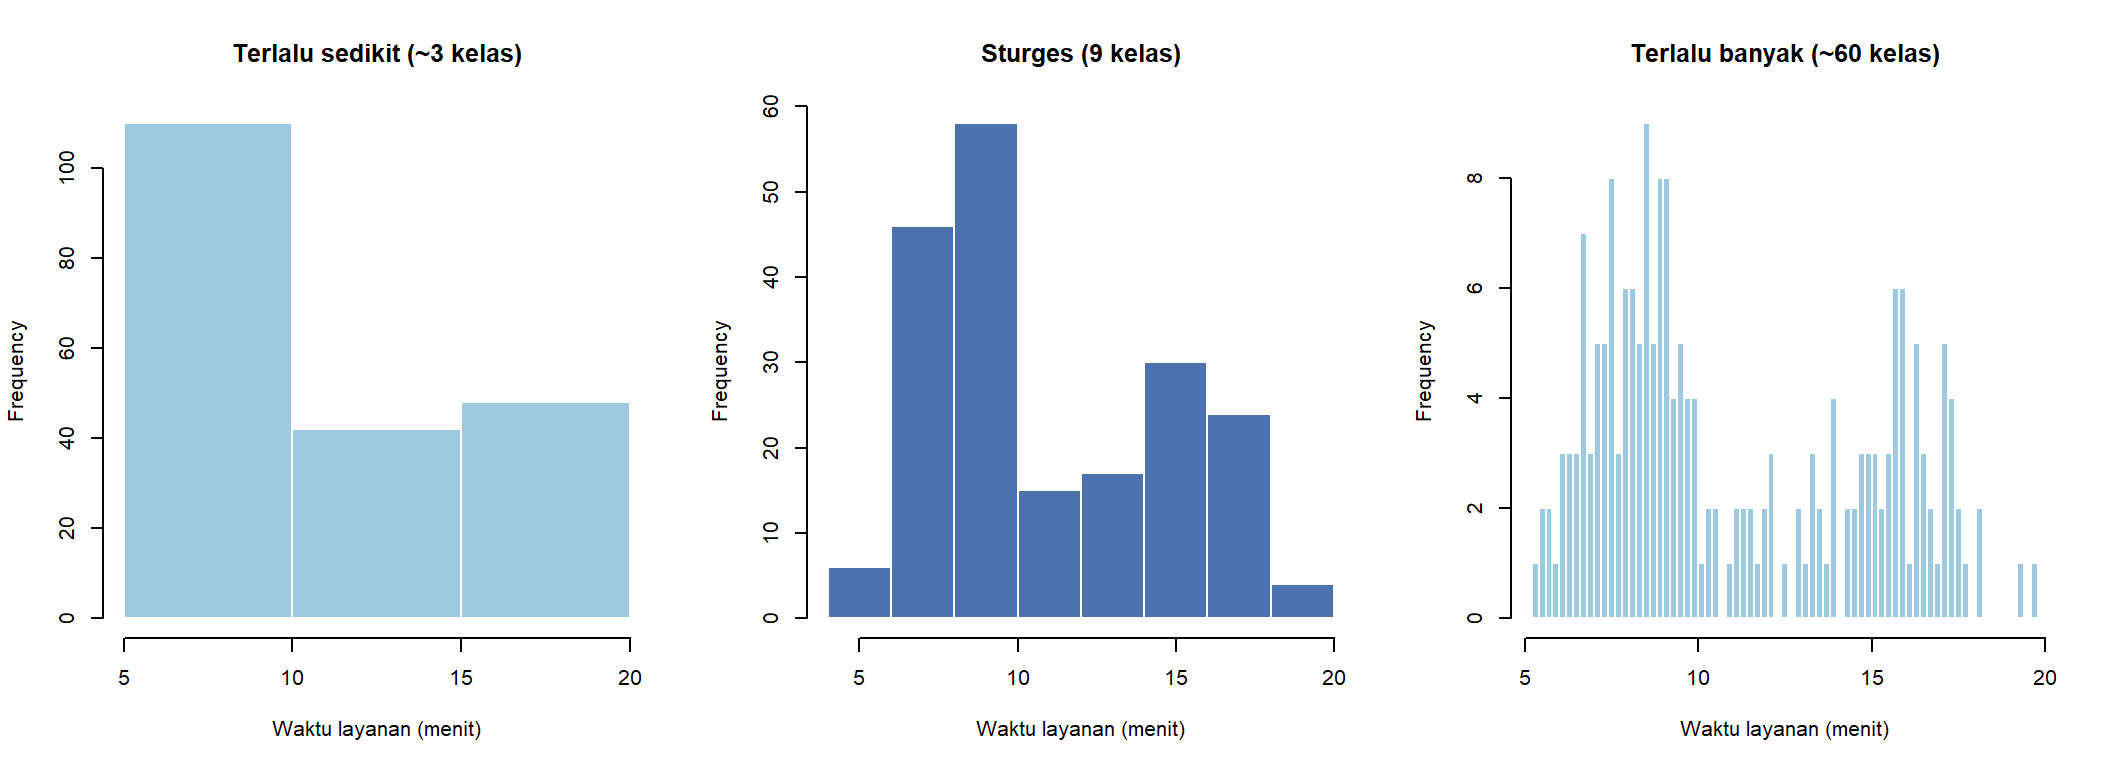 Terlalu sedikit (~3 kelas)
Frequency
100
80
60
40
20
0
5 10 15 20
Waktu layanan (menit)
Sturges (9 kelas)
Frequency
60
50
40
30
20
10
0
5 10 15 20
Waktu layanan (menit)
Terlalu banyak (~60 kelas)
Frequency
8
6
4
2
0
5 10 15 20
Waktu layanan (menit)